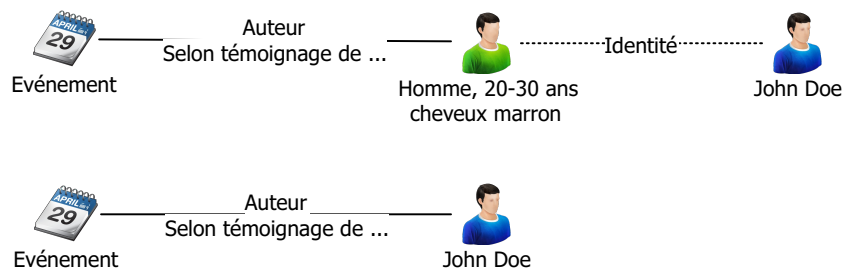 APRIL
29
Auteur
Selon témoignage de ...
Identité
Evénement
Homme, 20-30 ans
cheveux marron
John Doe
APRIL
29
Auteur
Selon témoignage de ...
Evénement
John Doe